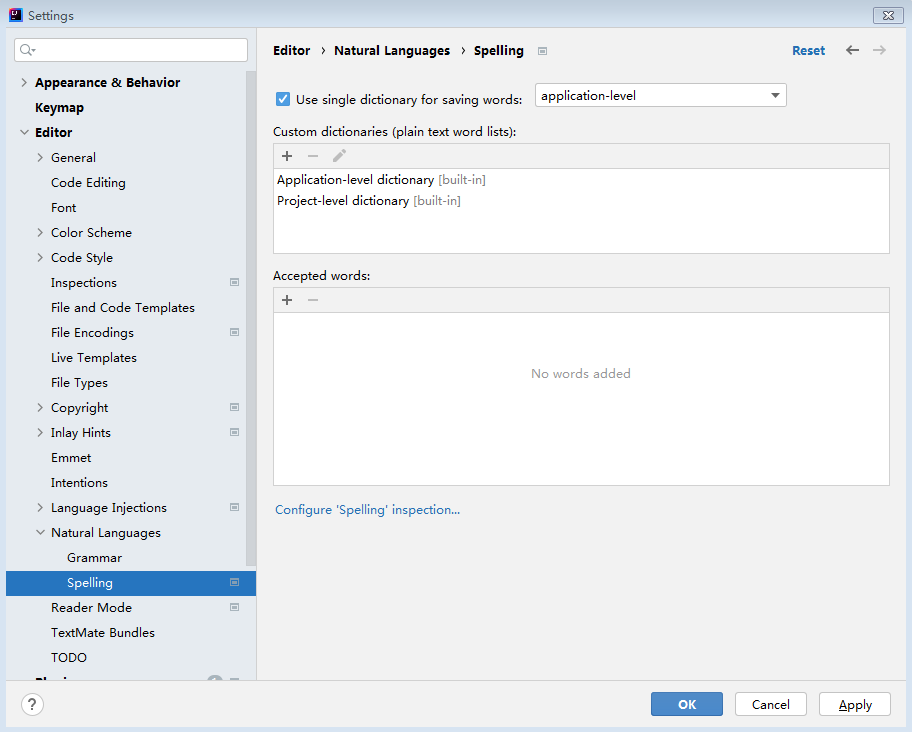 Settings
Appearance & Behavior
Keymap
Editor
General
Code Editing
Font
Color Scheme
Code Style
Inspections
File and Code Templates
File Encodings
Live Templates
File Types
Copyright
Inlay Hints
Emmet
Intentions
Language Injections
Natural Languages
Grammar
Spelling
Reader Mode
TextMate Bundles
TODO
Editor › Natural Languages › Spelling
Reset
Use single dictionary for saving words: application-level
Custom dictionaries (plain text word lists):
Application-level dictionary [built-in]
Project-level dictionary [built-in]
Accepted words:
No words added
Configure 'Spelling' inspection...
?
OK
Cancel
Apply